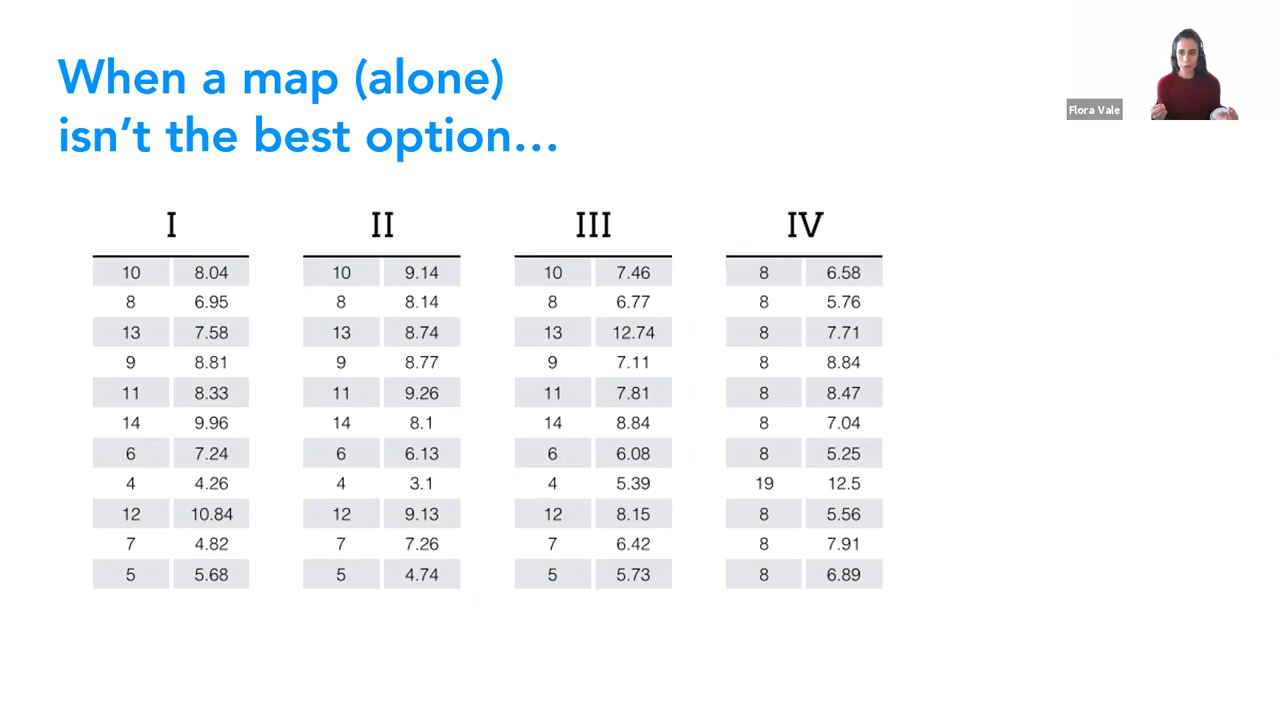 When a map (alone)
isn't the best option…
Flora Vale
I II III IV
10 8.04 10 9.14 10 7.46 8 6.58
8 6.95 8 8.14 8 6.77 8 5.76
13 7.58 13 8.74 13 12.74 8 7.71
9 8.81 9 8.77 9 7.11 8 8.84
11 8.33 11 9.26 11 7.81 8 8.47
14 9.96 14 8.1 14 8.84 8 7.04
6 7.24 6 6.13 6 6.08 8 5.25
4 4.26 4 3.1 4 5.39 19 12.5
12 10.84 12 9.13 12 8.15 8 5.56
7 4.82 7 7.26 7 6.42 8 7.91
5 5.68 5 4.74 5 5.73 8 6.89